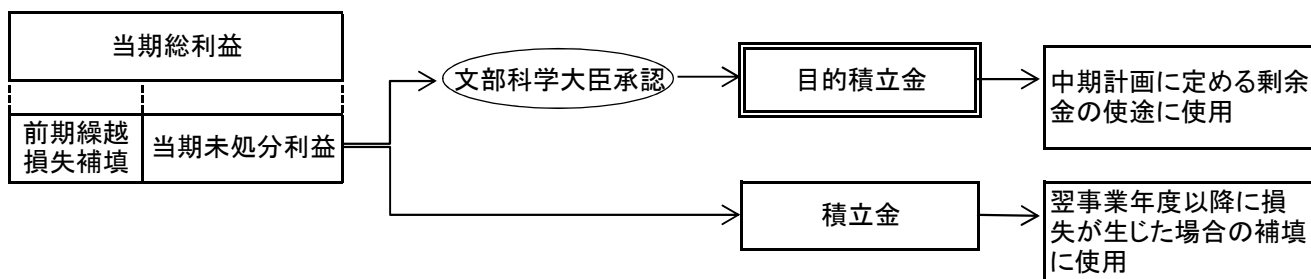 当期総利益
前期繰越
損失補填
当期未処分利益
文部科学大臣承認
目的積立金
中期計画に定める剰余
金の使途に使用
積立金
翌事業年度以降に損
失が生じた場合の補填
に使用